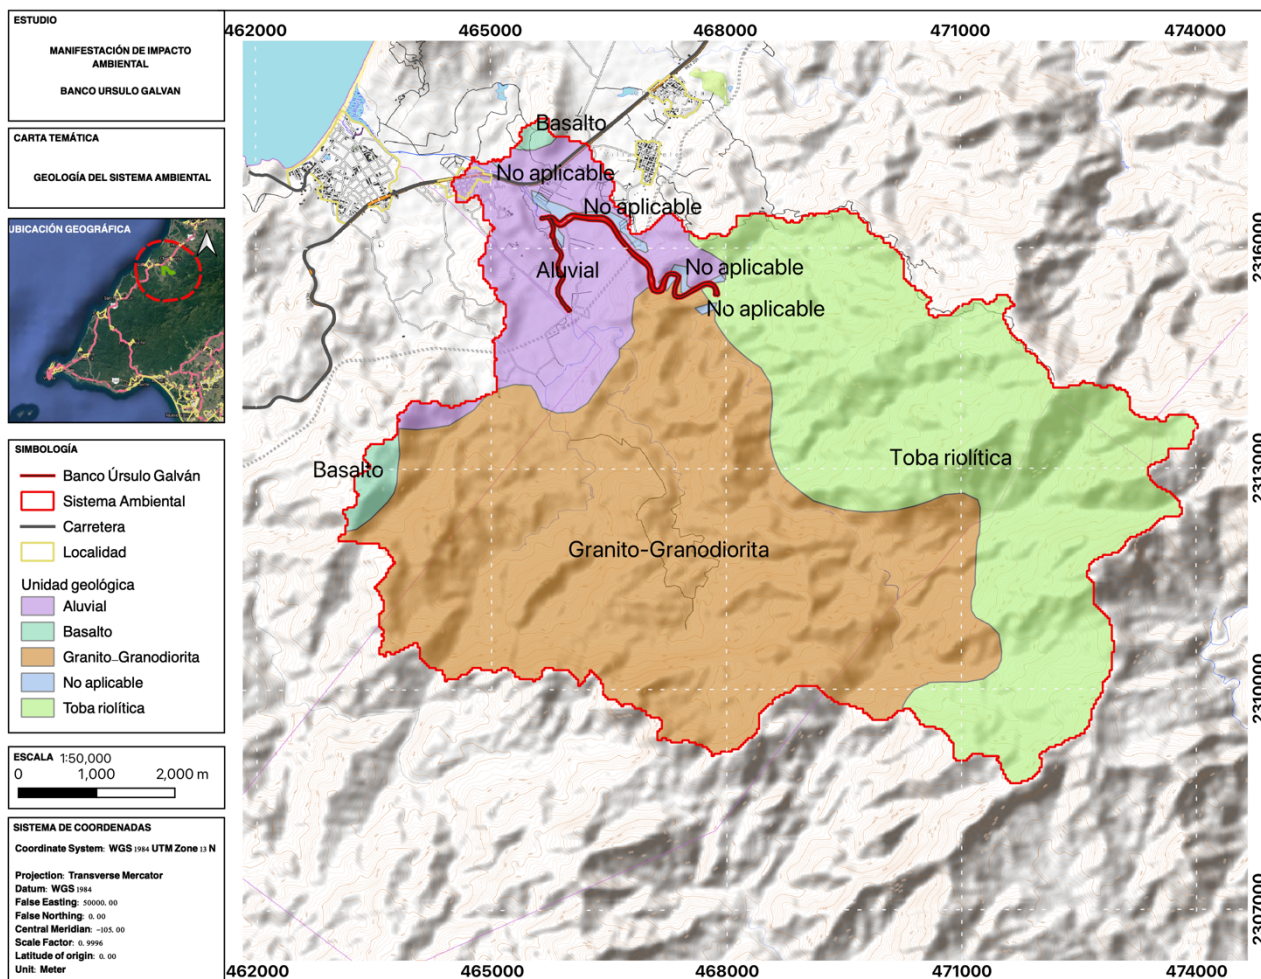 ESTUDIO
MANIFESTACIÓN DE IMPACTO
AMBIENTAL
BANCO URSULO GALVAN
CARTA TEMÁTICA
GEOLOGÍA DEL SISTEMA AMBIENTAL
UBICACIÓN GEOGRÁFICA
SIMBOLOGÍA
Banco Úrsulo Galván
Sistema Ambiental
Carretera
Localidad
Unidad geológica
Aluvial
Basalto
Granito-Granodiorita
No aplicable
Toba riolítica
ESCALA 1:50,000
0 1,000 2,000 m
SISTEMA DE COORDENADAS
Coordinate System: WGS 1984 UTM Zone 13 N
Projection: Transverse Mercator
Datum: WGS 1984
False Easting: 50000. 00
False Northing: 0. 00
Central Meridian: -105. 00
Scale Factor: 0. 9996
Latitude of origin: 0. 00
Unit: Meter
462000 465000 468000 471000 474000
Basalto
No aplicable
No aplicable
Aluvial
No aplicable
No aplicable
Basalto
Toba riolítica
Granito-Granodiorita
2316000
2313000
2310000
2307000
462000 465000 468000 471000 474000